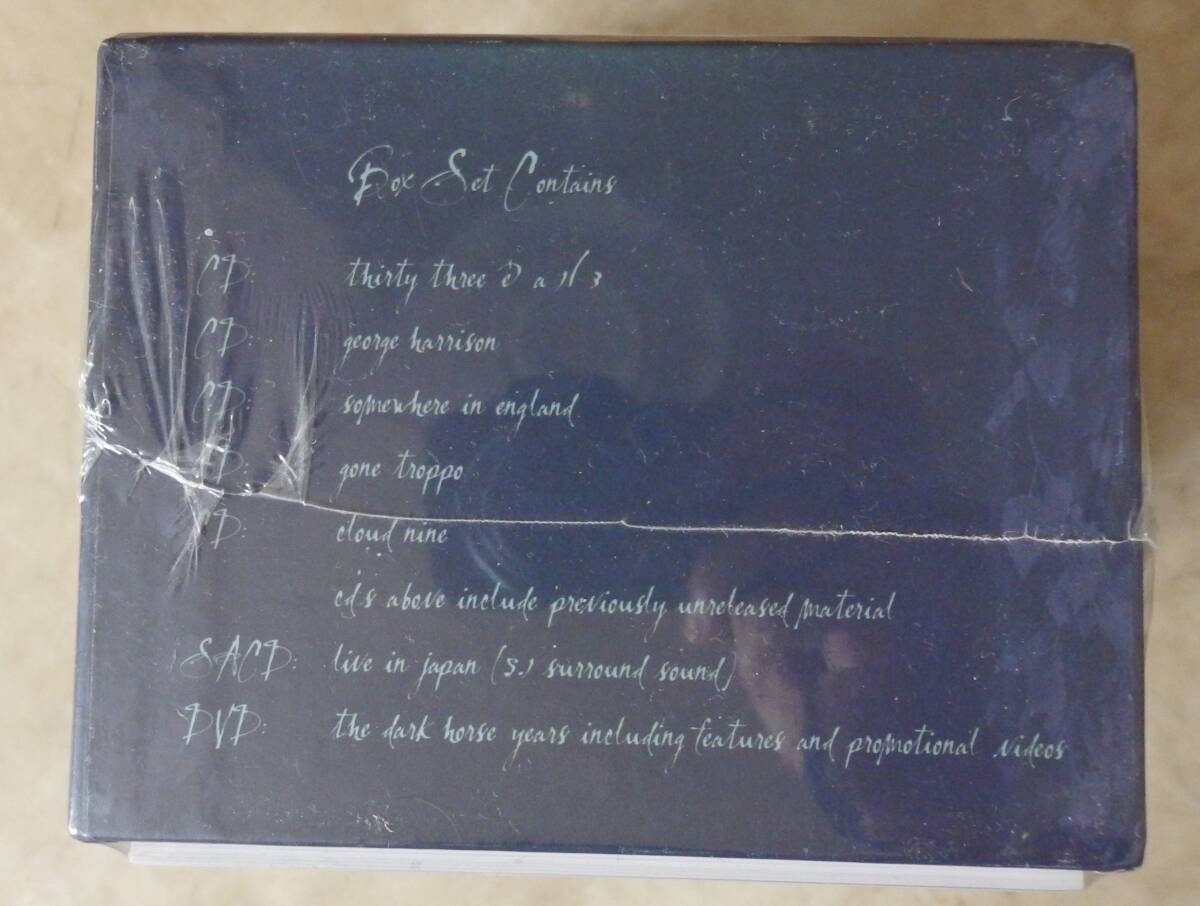 Box Set Contains
CD: thirty three & a 1/3
CD: george harrison
CD: somewhere in england
CD: gone troppo
CD: cloud nine
cd's above include previously unreleased material
SACD: live in japan (5.1 surround sound)
DVD: the dark horse years including features and promotional videos